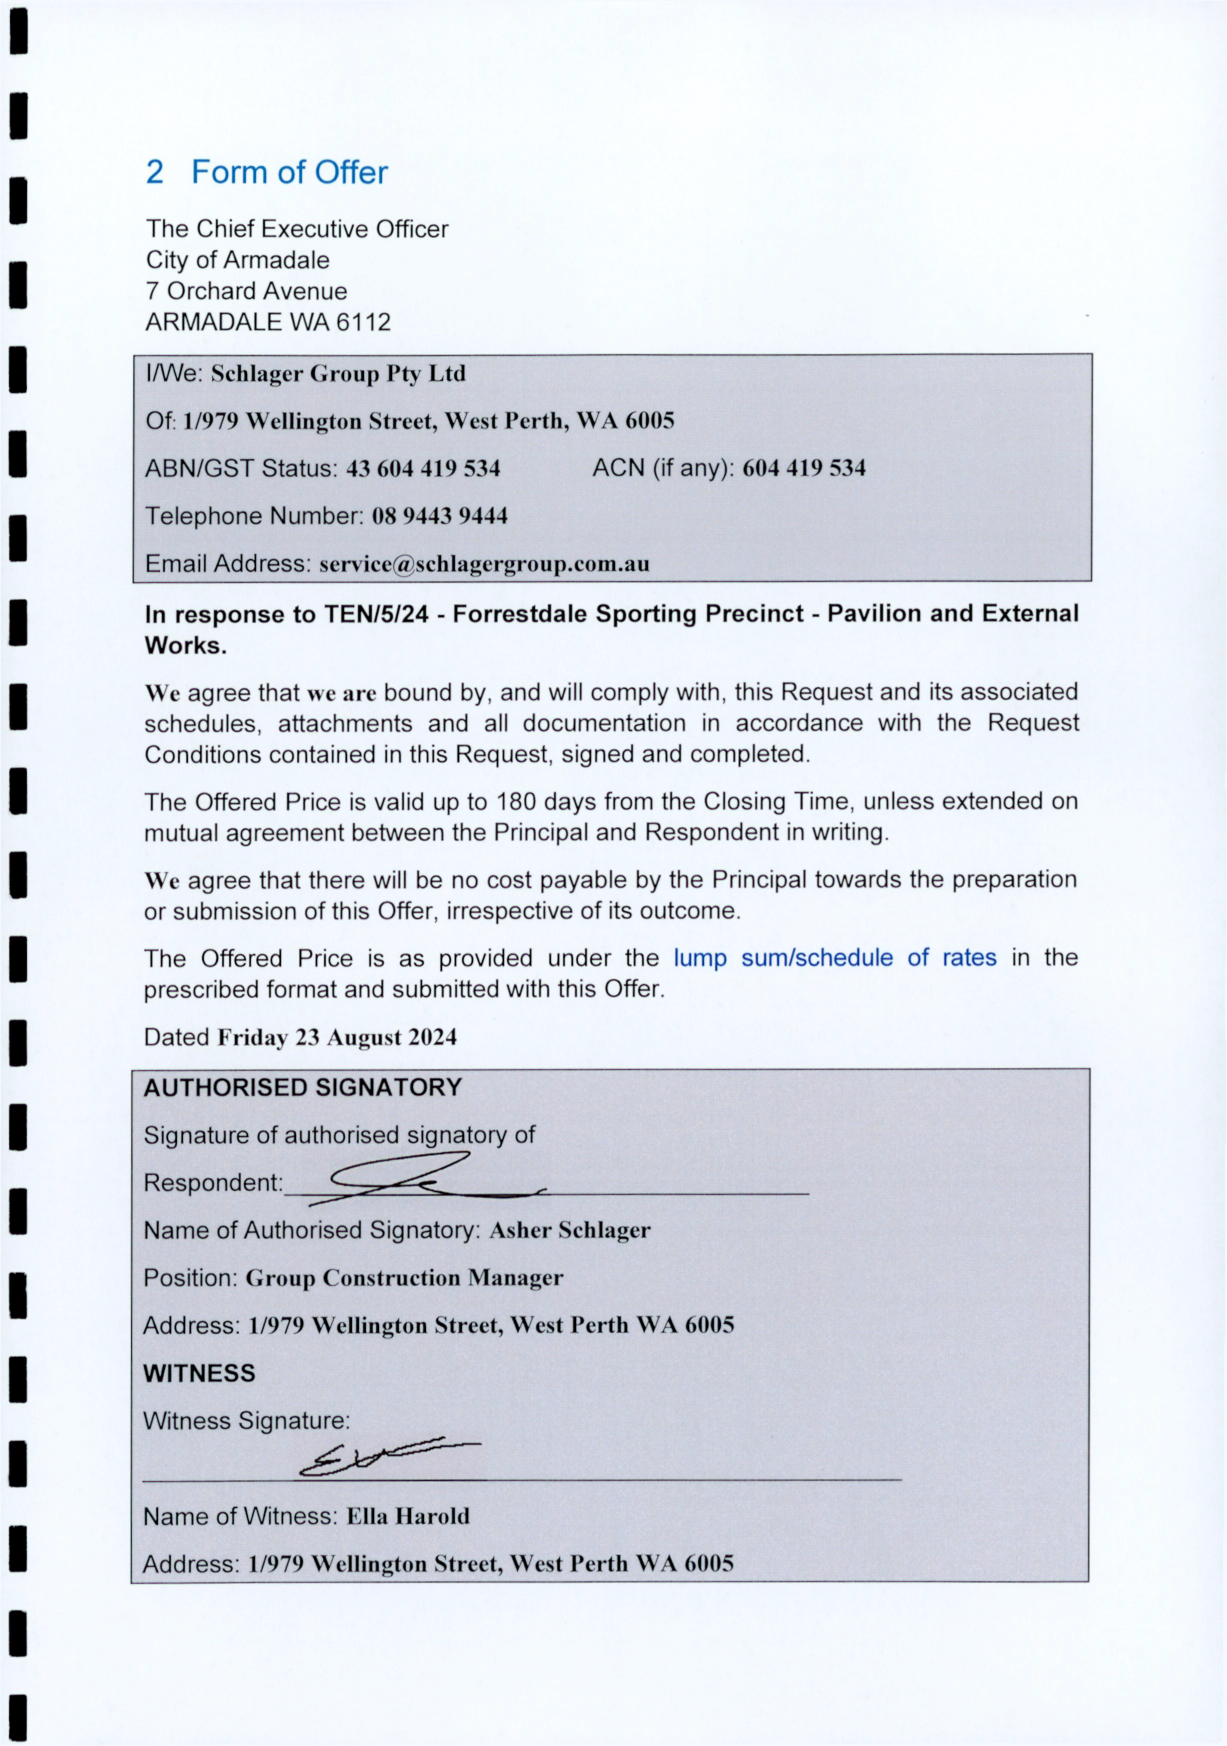 2 Form of Offer
The Chief Executive Officer
City of Armadale
7 Orchard Avenue
ARMADALE WA 6112
I/We: Schlager Group Pty Ltd
Of: 1/979 Wellington Street, West Perth, WA 6005
ABN/GST Status: 43 604 419 534 ACN (if any): 604 419 534
Telephone Number: 08 9443 9444
Email Address: service@schlagergroup.com.au
In response to TEN/5/24 - Forrestdale Sporting Precinct - Pavilion and External
Works.
We agree that we are bound by, and will comply with, this Request and its associated
schedules, attachments and all documentation in accordance with the Request
Conditions contained in this Request, signed and completed.
The Offered Price is valid up to 180 days from the Closing Time, unless extended on
mutual agreement between the Principal and Respondent in writing.
We agree that there will be no cost payable by the Principal towards the preparation
or submission of this Offer, irrespective of its outcome.
The Offered Price is as provided under the lump sum/schedule of rates in the
prescribed format and submitted with this Offer.
Dated Friday 23 August 2024
AUTHORISED SIGNATORY
Signature of authorised signatory of
Respondent:
Name of Authorised Signatory: Asher Schlager
Position: Group Construction Manager
Address: 1/979 Wellington Street, West Perth WA 6005
WITNESS
Witness Signature:
Name of Witness: Ella Harold
Address: 1/979 Wellington Street, West Perth WA 6005